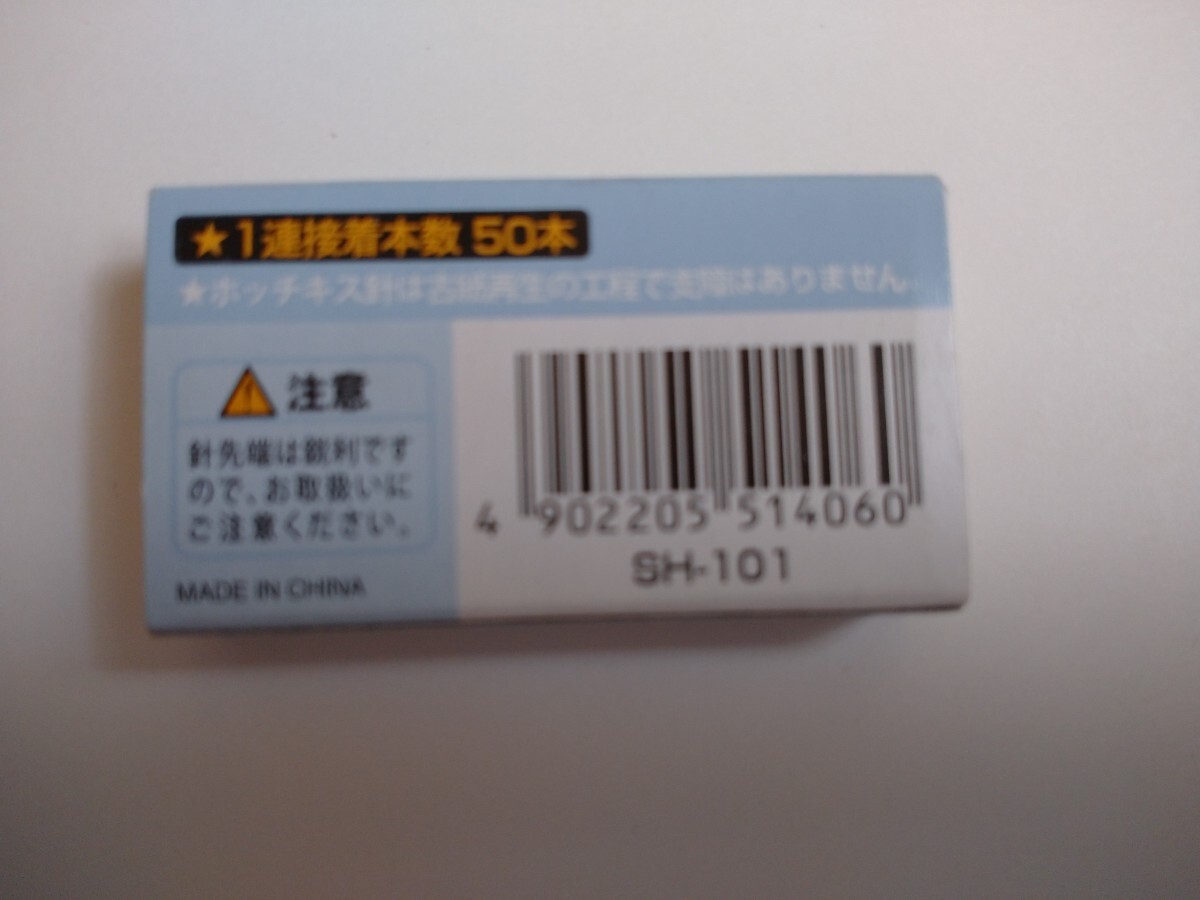 ★1連接着本数 50本
★ホッチキス針は古紙再生の工程で支障はありません。
注意
針先端は鋭利です
ので、お取扱いに
ご注意ください。
MADE IN CHINA
4 902205 514060
SH-101